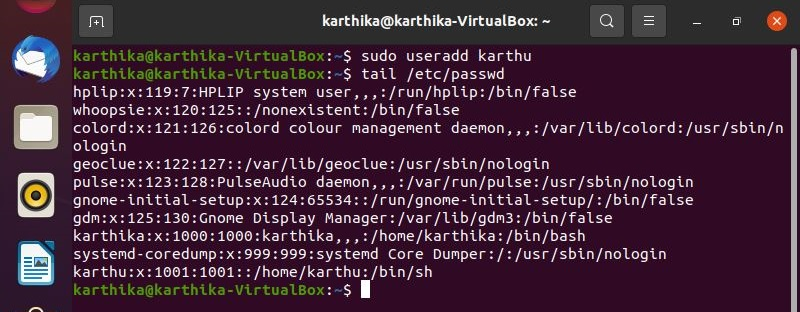 karthika@karthika-VirtualBox: ~
karthika@karthika-VirtualBox:~$ sudo useradd karthu
karthika@karthika-VirtualBox:~$ tail /etc/passwd
hplip:x:119:7:HPLIP system user,,,:/run/hplip:/bin/false
whoopsie:x:120:125::/nonexistent:/bin/false
colord:x:121:126:colord colour management daemon,,,:/var/lib/colord:/usr/sbin/n
ologin
geoclue:x:122:127::/var/lib/geoclue:/usr/sbin/nologin
pulse:x:123:128:PulseAudio daemon,,,:/var/run/pulse:/usr/sbin/nologin
gnome-initial-setup:x:124:65534::/run/gnome-initial-setup/:/bin/false
gdm:x:125:130:Gnome Display Manager:/var/lib/gdm3:/bin/false
karthika:x:1000:1000:karthika,,,:/home/karthika:/bin/bash
systemd-coredump:x:999:999:systemd Core Dumper:/:/usr/sbin/nologin
karthu:x:1001:1001::/home/karthu:/bin/sh
karthika@karthika-VirtualBox:~$